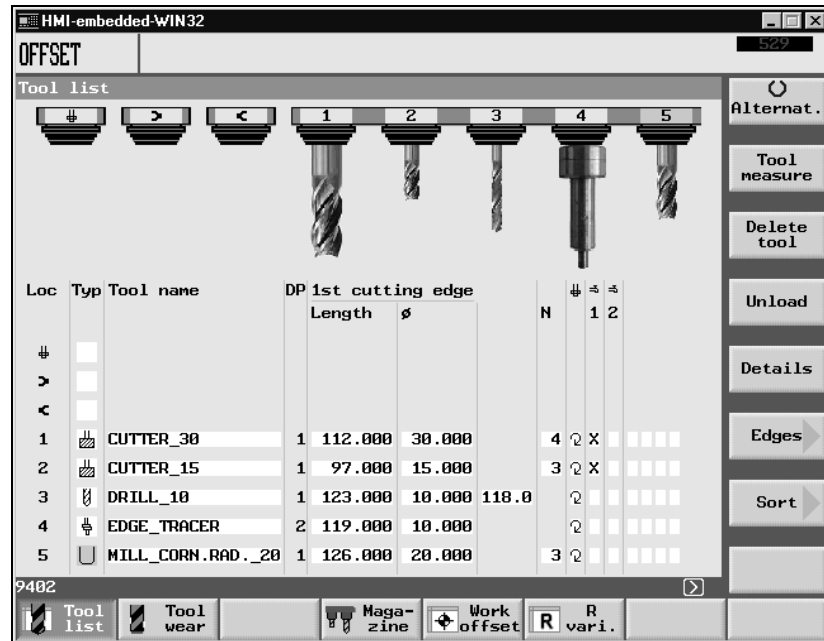 HMI-embedded-WIN32
OFFSET
529
Tool list
1 2 3 4 5
Loc Typ Tool name DP 1st cutting edge
Length ø N 1 2
1 CUTTER_30 1 112.000 30.000 4 X
2 CUTTER_15 1 97.000 15.000 3 X
3 DRILL_10 1 123.000 10.000 118.0
4 EDGE_TRACER 2 119.000 10.000
5 MILL_CORN.RAD._20 1 126.000 20.000 3
9402
Alternat.
Tool
measure
Delete
tool
Unload
Details
Edges
Sort
Tool
list
Tool
wear
Maga-
zine
Work
offset
R
R
vari.